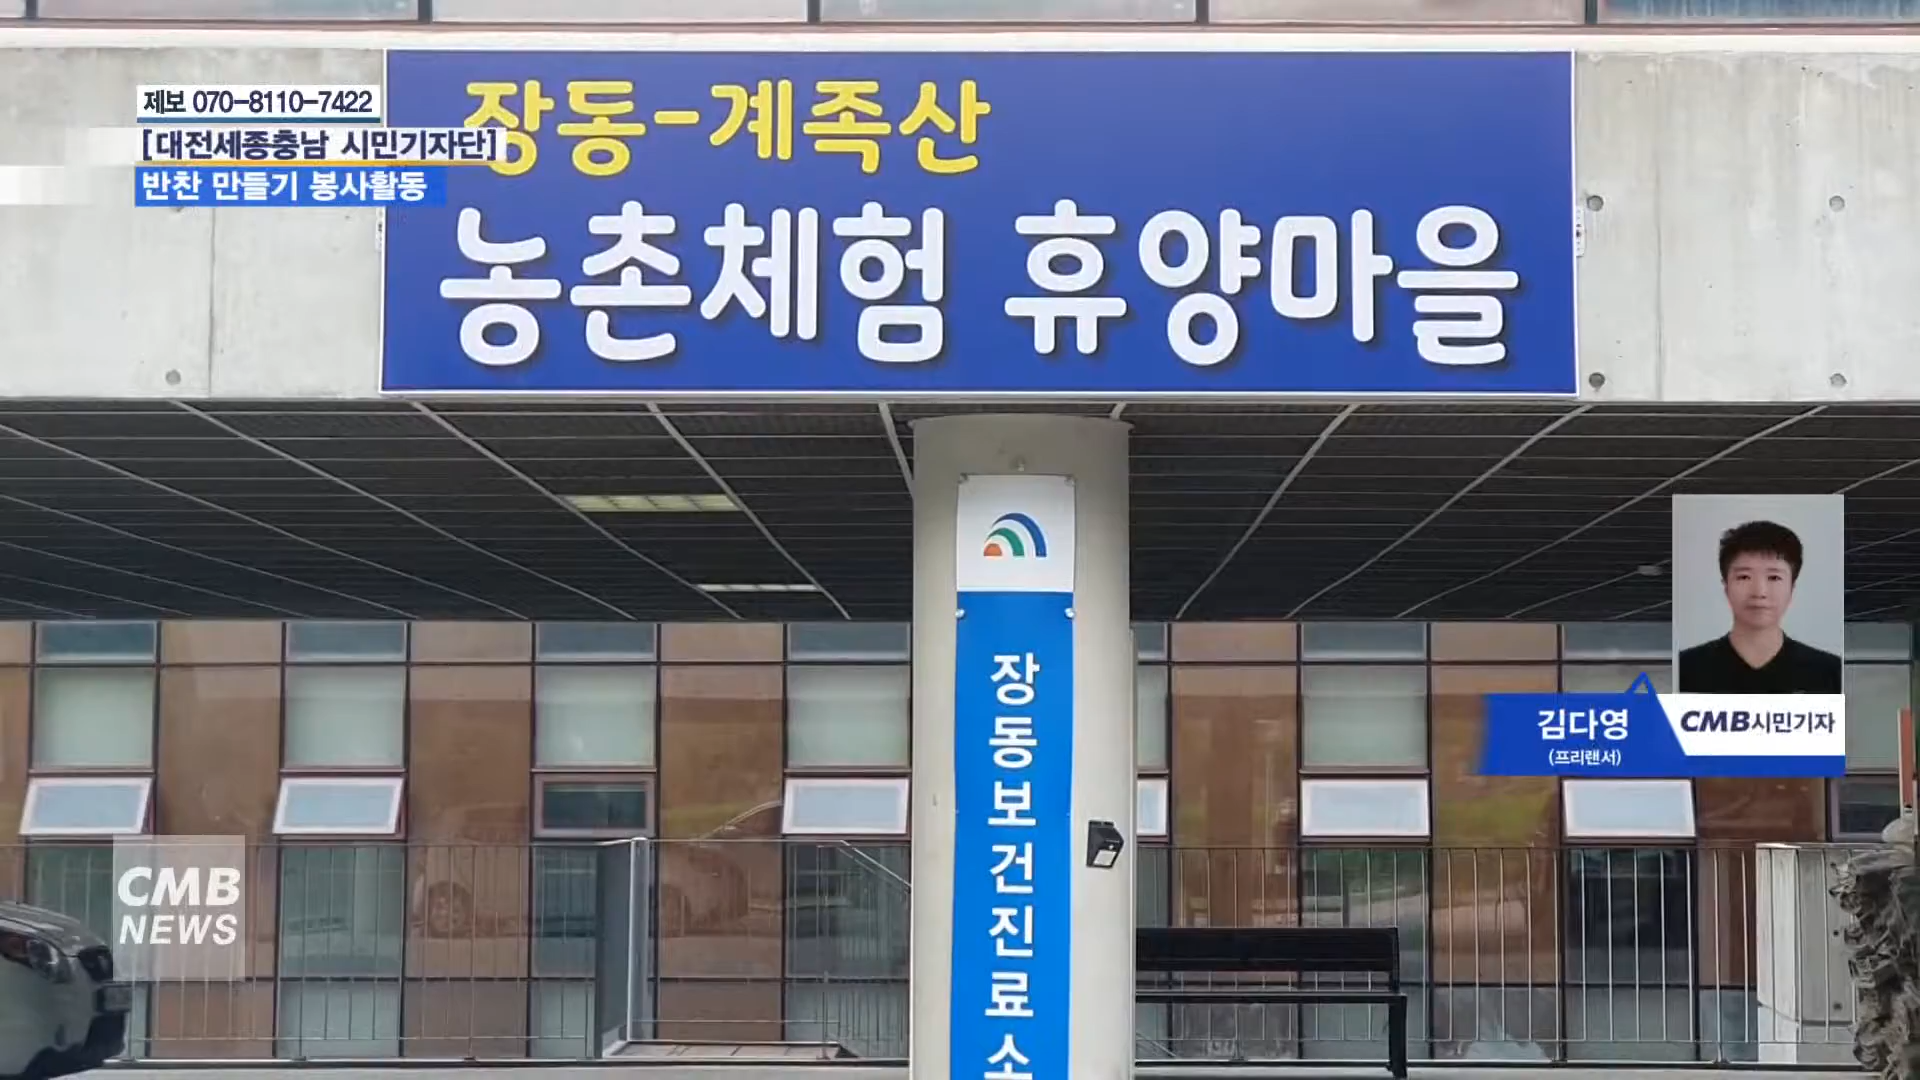 제보 070-8110-7422
[대전세종충남 시민기자단]
반찬 만들기 봉사활동
장동-계족산
농촌체험 휴양마을
장동보건진료소
김다영
(프리랜서)
CMB시민기자
CMB
NEWS